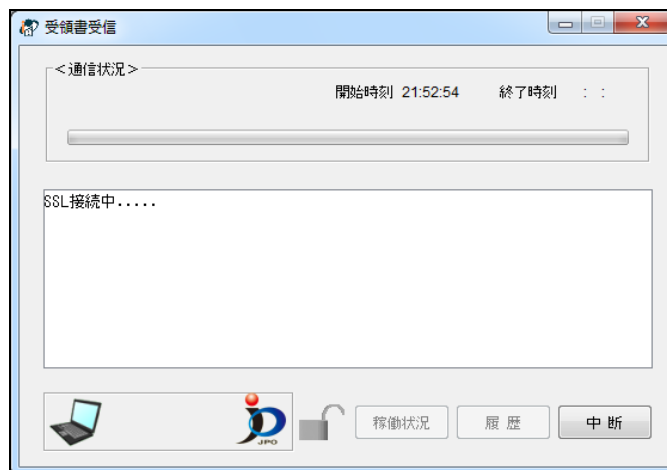 受領書受信
<通信状況>
開始時刻 21:52:54 終了時刻 : :
SSL接続中.....
JPO
稼働状況 履歴 中断